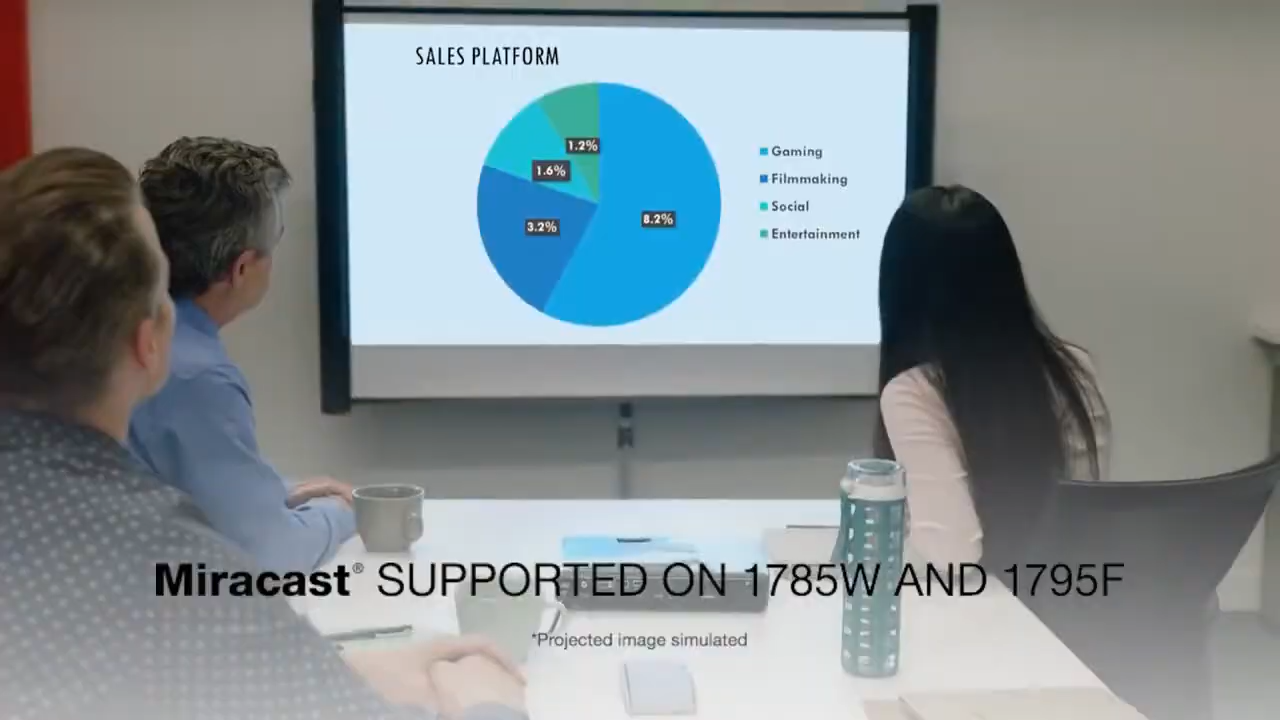 SALES PLATFORM
1.2%
1.6%
3.2%
8.2%
Gaming
Filmmaking
Social
Entertainment
Miracast® SUPPORTED ON 1785W AND 1795F
*Projected image simulated